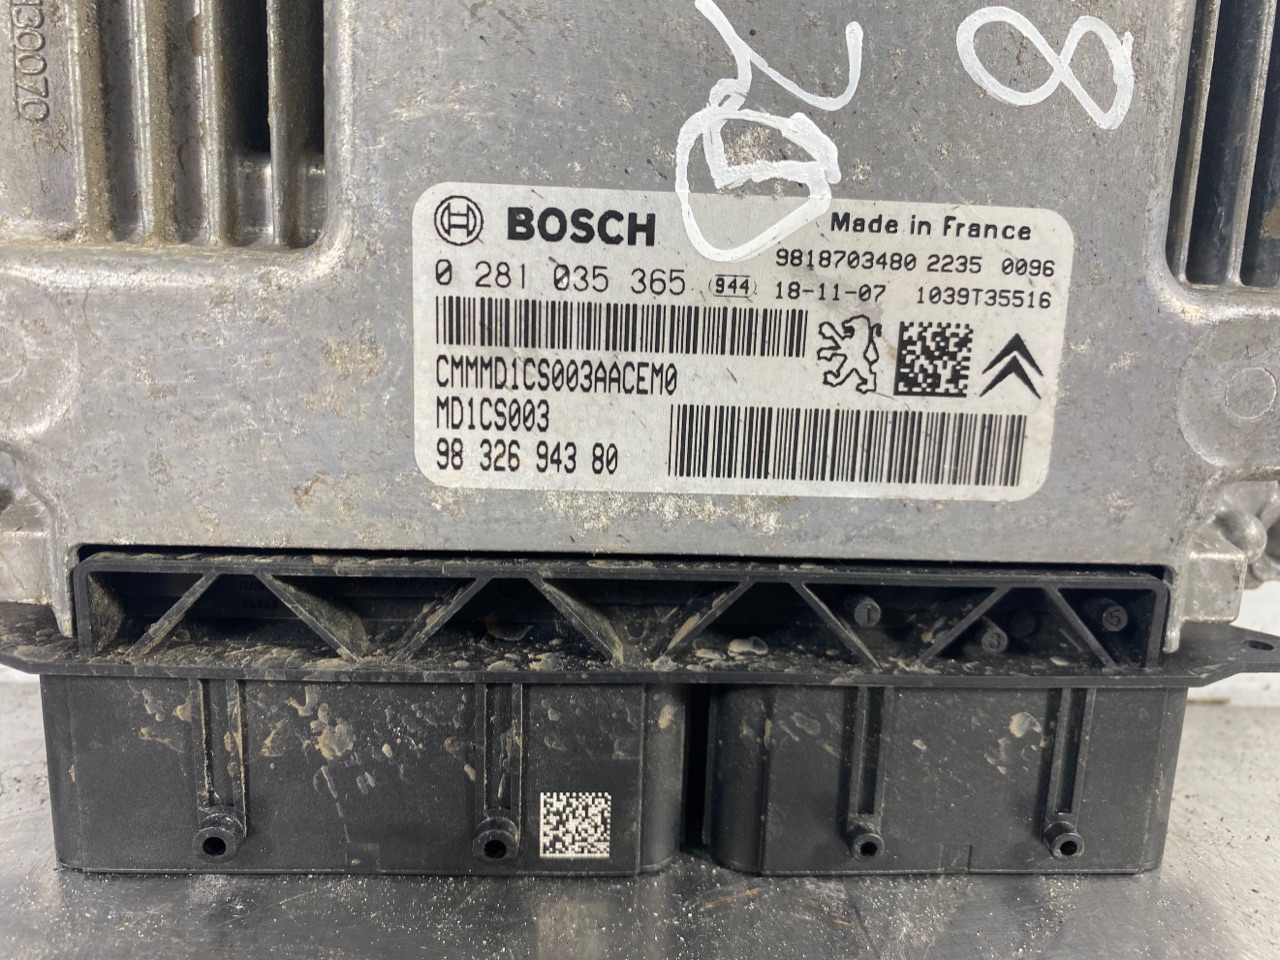 BOSCH
Made in France
9818703480 2235 0096
0 281 035 365 944 18-11-07 1039T35516
CMMMD1CS003AACEM0
MD1CS003
98 326 943 80
8
1
3
5